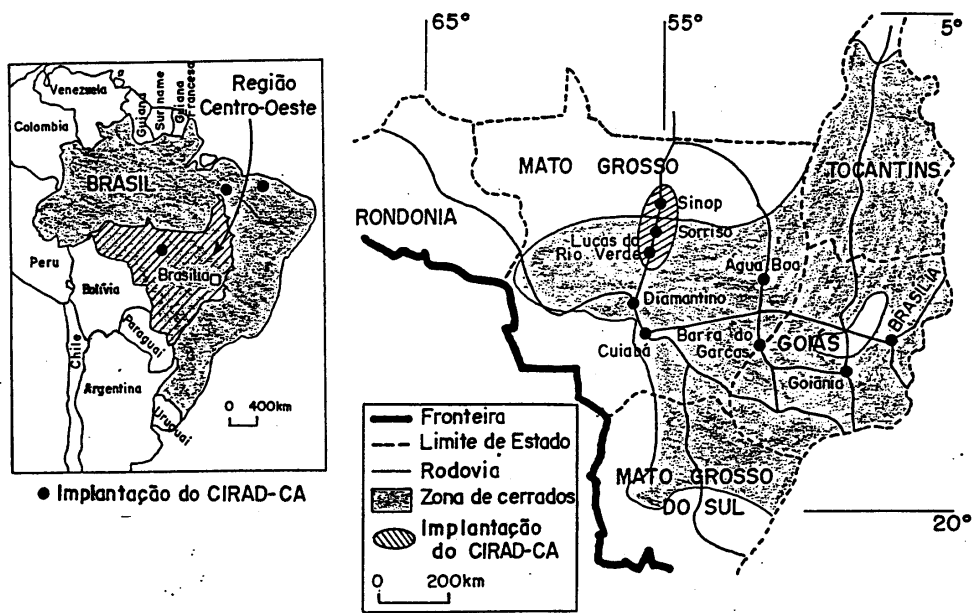 Venezuela
Colombia
Guiana
Suriname
Guiana
Francesa
Região
Centro-Oeste
BRASIL
Peru
Brasília
Bolívia
Paraguai
Chile
Argentina
Uruguai
0 400km
● Implantação do CIRAD-CA
65°
55°
5°
MATO GROSSO
TOCANTINS
RONDONIA
Sinop
Sorriso
Lucas do
Rio Verde
Agua Boa
Diamantino
BRASÍLIA
Cuiabá
Barra do
Garcas
GOIÁS
Goiânia
MATO GROSSO
DO SUL
20°
Fronteira
Limite de Estado
Rodovia
Zona de cerrados
Implantação
do CIRAD-CA
0 200km